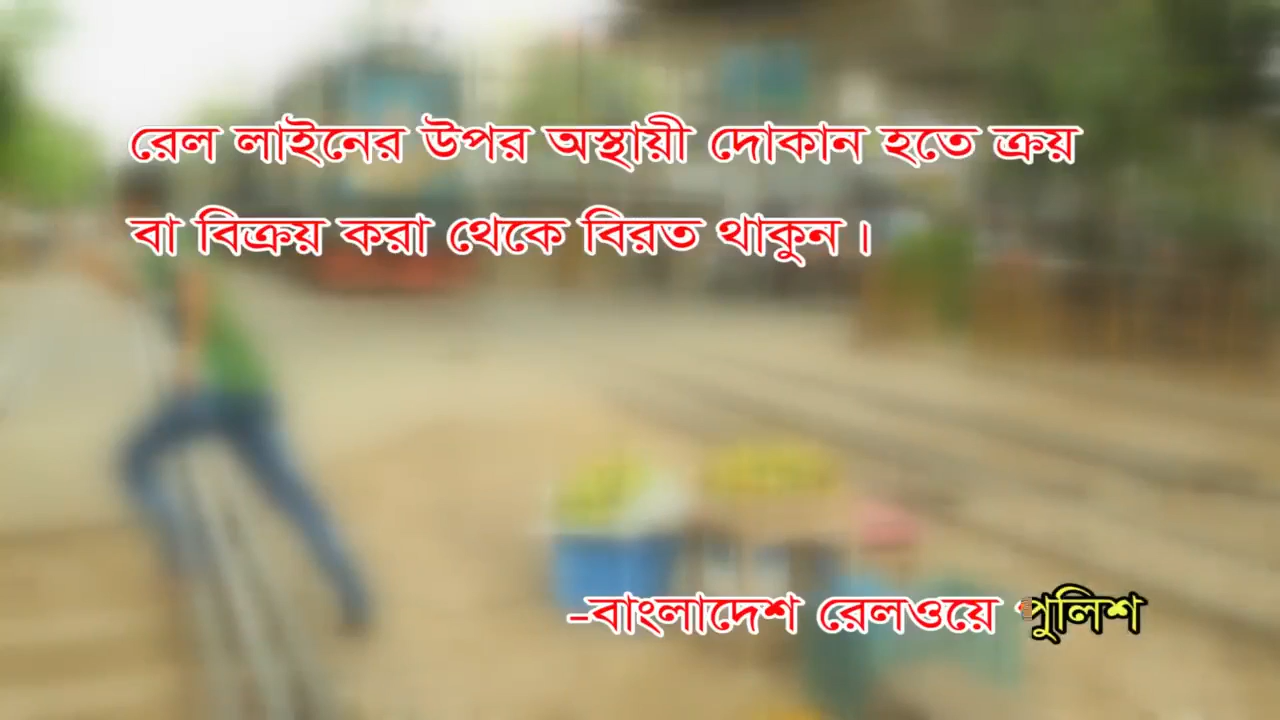 রেল লাইনের উপর অস্থায়ী দোকান হতে ক্রয়
বা বিক্রয় করা থেকে বিরত থাকুন।
-বাংলাদেশ রেলওয়ে পুলিশ